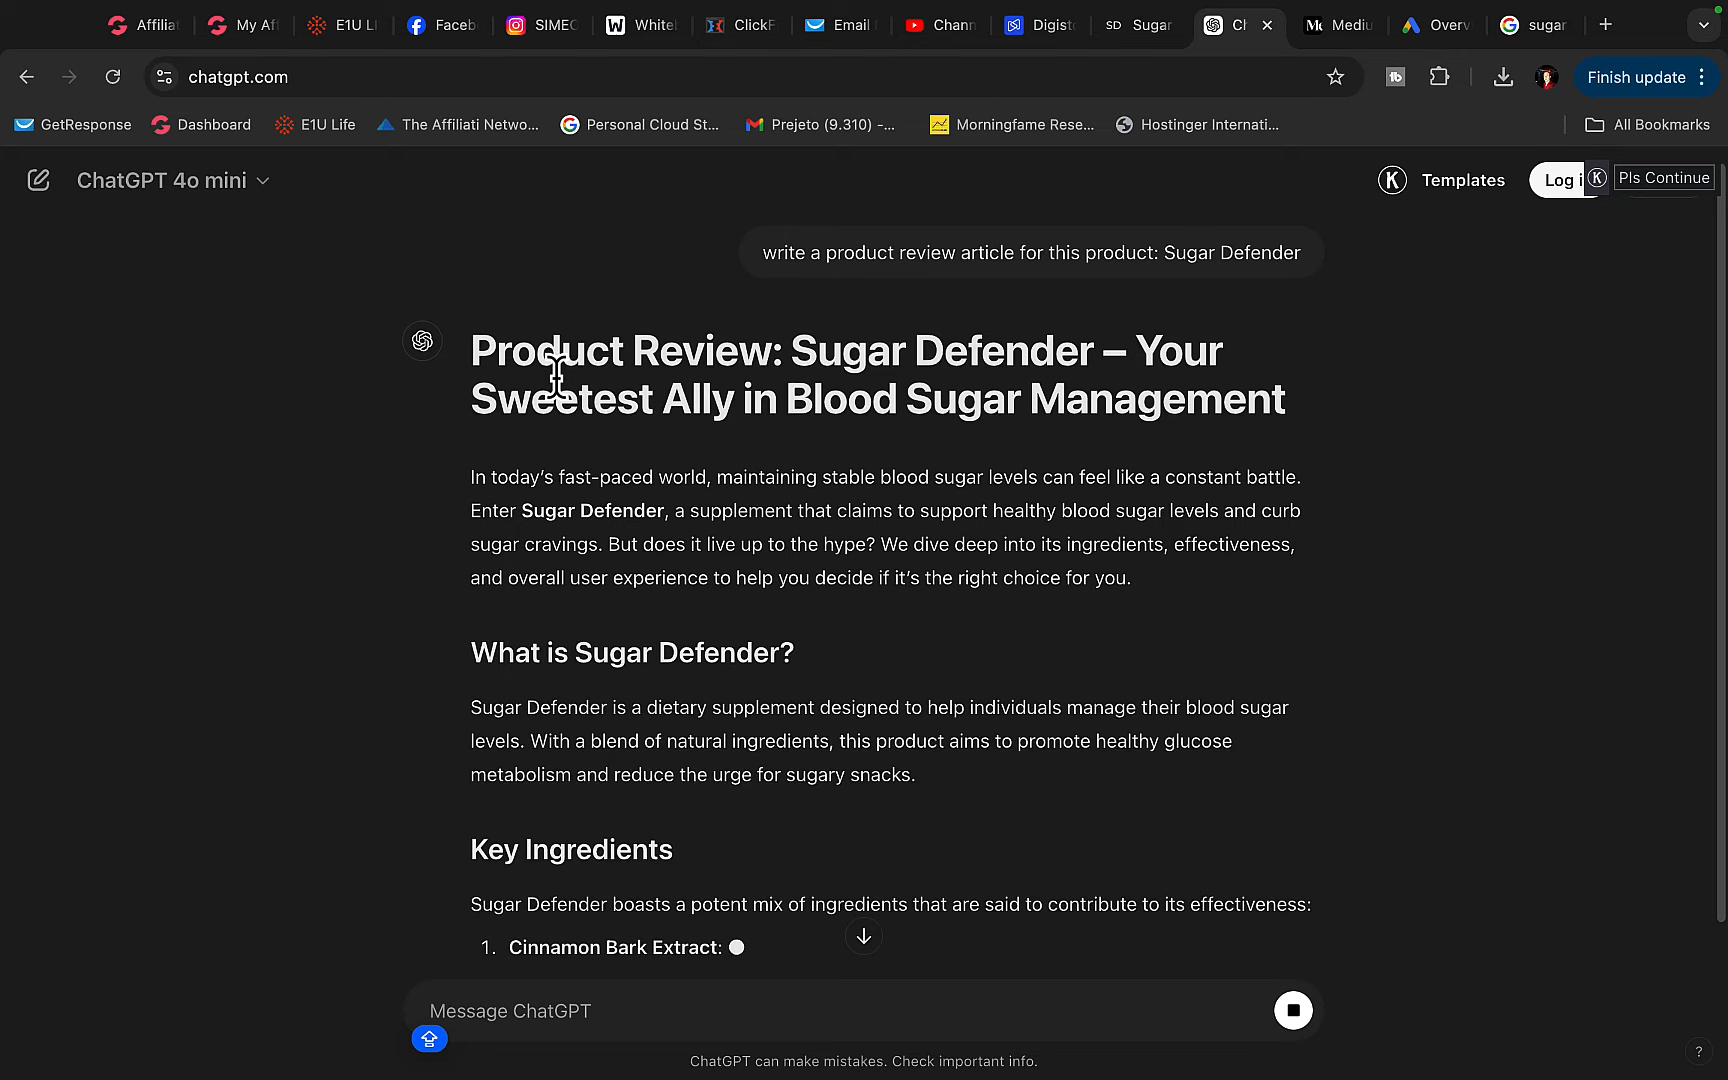 Affilia
My Af
E1U L
Faceb
SIMEC
White
ClickF
Email
Chann
Digist
SD Sugar
Ch
Mediu
Overv
sugar
chatgpt.com
Finish update
GetResponse
Dashboard
E1U Life
The Affiliati Netwo...
Personal Cloud St...
Prejeto (9.310) –...
Morningfame Rese...
Hostinger Internati...
All Bookmarks
ChatGPT 4o mini
K Templates
Log i
K
Pls Continue
write a product review article for this product: Sugar Defender
Product Review: Sugar Defender – Your
Sweetest Ally in Blood Sugar Management
In today’s fast-paced world, maintaining stable blood sugar levels can feel like a constant battle.
Enter Sugar Defender, a supplement that claims to support healthy blood sugar levels and curb
sugar cravings. But does it live up to the hype? We dive deep into its ingredients, effectiveness,
and overall user experience to help you decide if it’s the right choice for you.
What is Sugar Defender?
Sugar Defender is a dietary supplement designed to help individuals manage their blood sugar
levels. With a blend of natural ingredients, this product aims to promote healthy glucose
metabolism and reduce the urge for sugary snacks.
Key Ingredients
Sugar Defender boasts a potent mix of ingredients that are said to contribute to its effectiveness:
1. Cinnamon Bark Extract:
Message ChatGPT
ChatGPT can make mistakes. Check important info.
?